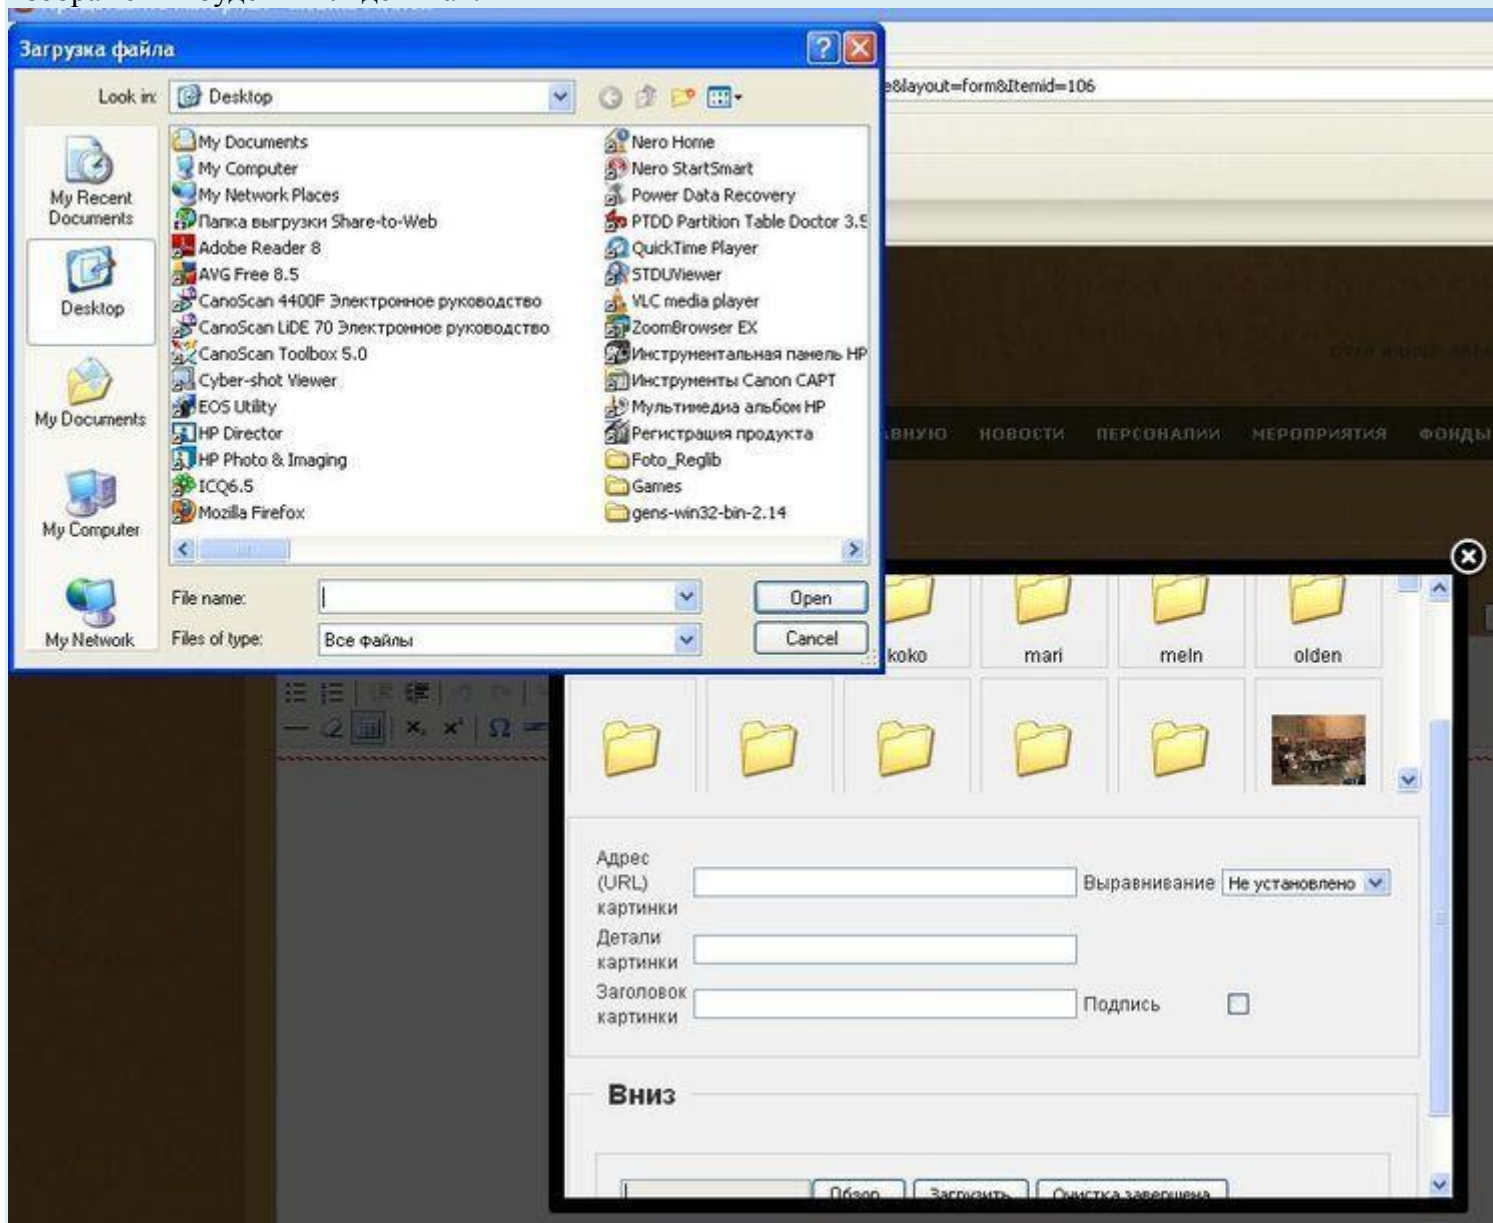 Загрузка файла
Look in:
Desktop
e&layout=form&Itemid=106
My Recent
Documents
Desktop
My Documents
My Computer
My Network
My Documents
My Computer
My Network Places
Папка выгрузки Share-to-Web
Adobe Reader 8
AVG Free 8.5
CanoScan 4400F Электронное руководство
CanoScan LiDE 70 Электронное руководство
CanoScan Toolbox 5.0
Cyber-shot Viewer
EOS Utility
HP Director
HP Photo & Imaging
ICQ6.5
Mozilla Firefox
Nero Home
Nero StartSmart
Power Data Recovery
PTDD Partition Table Doctor 3.5
QuickTime Player
STDUViewer
VLC media player
ZoomBrowser EX
Инструментальная панель HP
Инструменты Canon CAPT
Мультимедиа альбом HP
Регистрация продукта
Foto_Reglib
Games
gens-win32-bin-2.14
File name:
Open
Files of type:
Все файлы
Cancel
АВНУЮ НОВОСТИ ПЕРСОНАЛИИ МЕРОПРИЯТИЯ ФОНДЫ
koko
mari
meln
olden
Адрес
(URL)
картинки
Выравнивание
Не установлено
Детали
картинки
Заголовок
картинки
Подпись
Вниз
Обзор
Загрузить
Очистка завершена